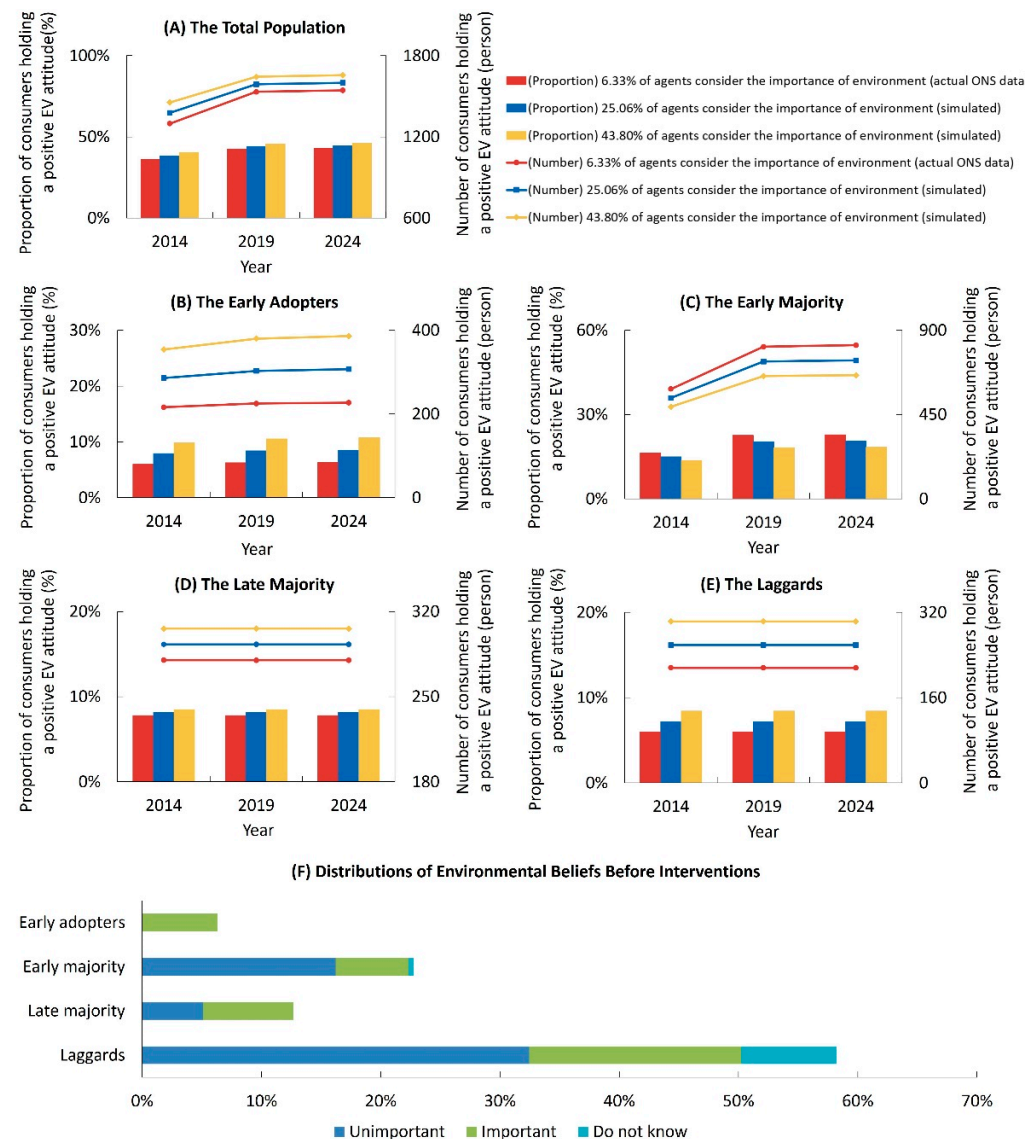 (A) The Total Population
Proportion of consumers holding
a positive EV attitude(%)
100%
50%
0%
1800
1200
600
Number of consumers holding
a positive EV attitude (person)
2014 2019 2024
Year
(Proportion) 6.33% of agents consider the importance of environment (actual ONS data
(Proportion) 25.06% of agents consider the importance of environment (simulated)
(Proportion) 43.80% of agents consider the importance of environment (simulated)
(Number) 6.33% of agents consider the importance of environment (actual ONS data)
(Number) 25.06% of agents consider the importance of environment (simulated)
(Number) 43.80% of agents consider the importance of environment (simulated)
(B) The Early Adopters
Proportion of consumers holding
a positive EV attitude (%)
30%
20%
10%
0%
400
200
0
Number of consumers holding
a positive EV attitude (person)
2014 2019 2024
Year
(C) The Early Majority
Proportion of consumers holding
a positive EV attitude (%)
60%
30%
0%
900
450
0
Number of consumers holding
a positive EV attitude (person)
2014 2019 2024
Year
(D) The Late Majority
Proportion of consumers holding
a positive EV attitude (%)
20%
10%
0%
320
250
180
Number of consumers holding
a positive EV attitude (person)
2014 2019 2024
Year
(E) The Laggards
Proportion of consumers holding
a positive EV attitude (%)
20%
10%
0%
320
160
0
Number of consumers holding
a positive EV attitude (person)
2014 2019 2024
Year
(F) Distributions of Environmental Beliefs Before Interventions
Early adopters
Early majority
Late majority
Laggards
0% 10% 20% 30% 40% 50% 60% 70%
Unimportant Important Do not know